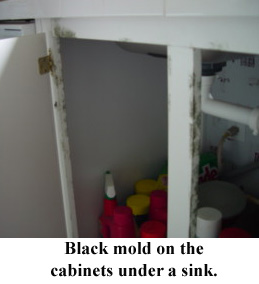 Black mold on the
cabinets under a sink.